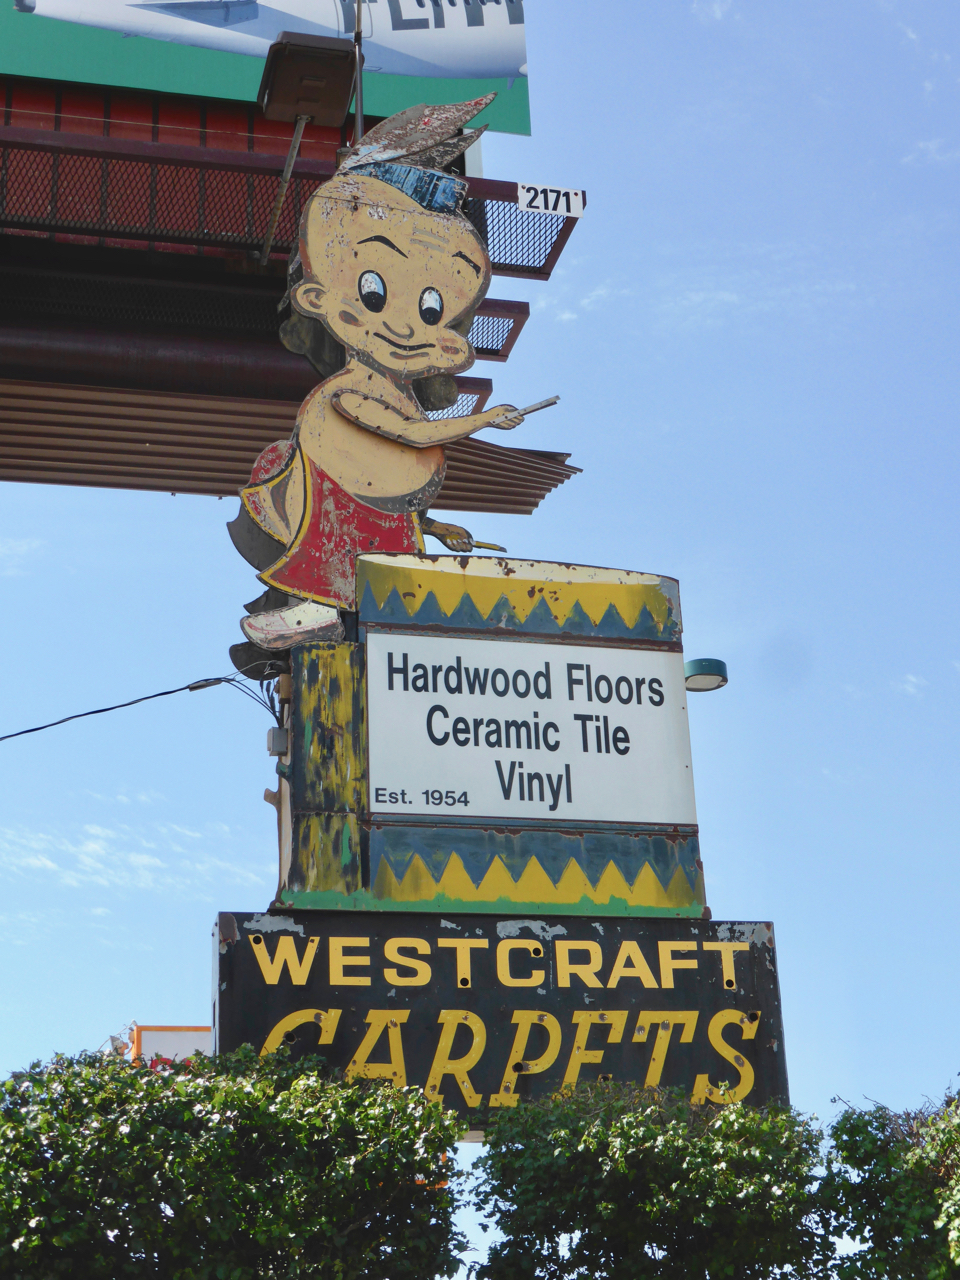 2171
Hardwood Floors
Ceramic Tile
Vinyl
Est. 1954
WESTCRAFT
CARPETS